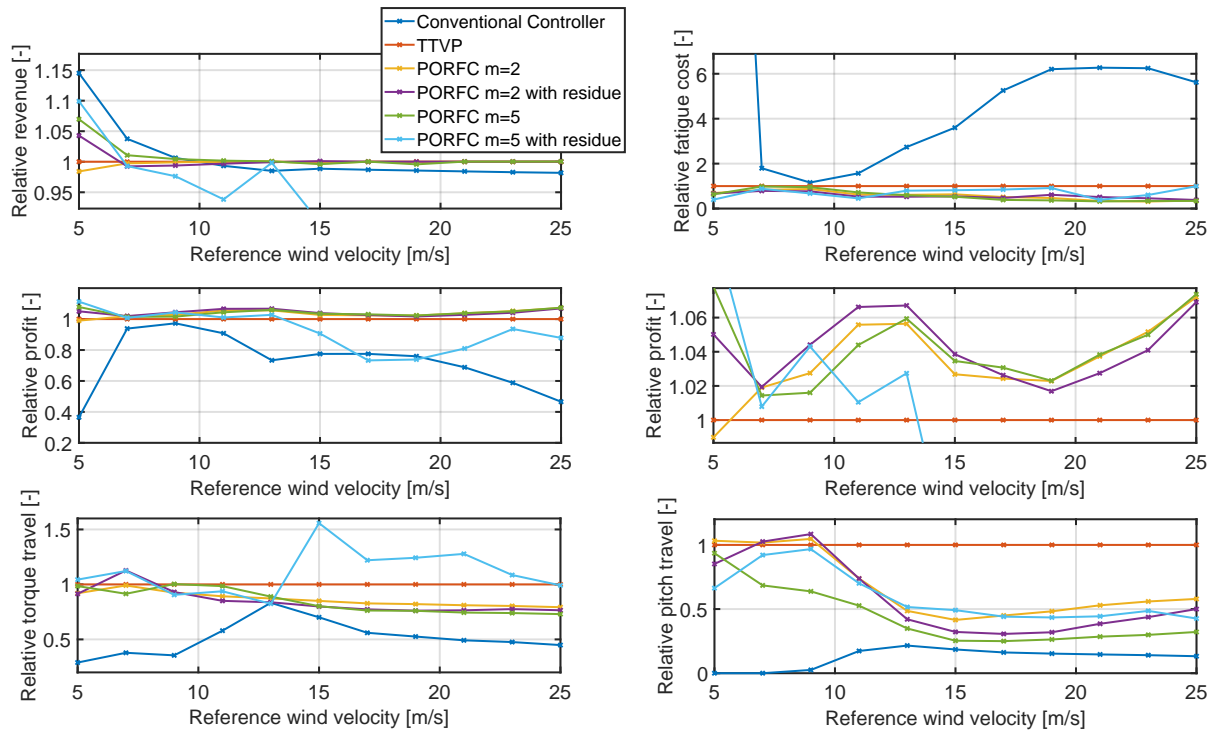 Conventional Controller
TTVP
PORFC m=2
PORFC m=2 with residue
PORFC m=5
PORFC m=5 with residue
Relative revenue [-]
1.15
1.1
1.05
1
0.95
5 10 15 20 25
Reference wind velocity [m/s]
Relative fatigue cost [-]
6
4
2
0
5 10 15 20 25
Reference wind velocity [m/s]
Relative profit [-]
1
0.8
0.6
0.4
0.2
5 10 15 20 25
Reference wind velocity [m/s]
Relative profit [-]
1.06
1.04
1.02
1
5 10 15 20 25
Reference wind velocity [m/s]
Relative torque travel [-]
1.5
1
0.5
5 10 15 20 25
Reference wind velocity [m/s]
Relative pitch travel [-]
1
0.5
0
5 10 15 20 25
Reference wind velocity [m/s]